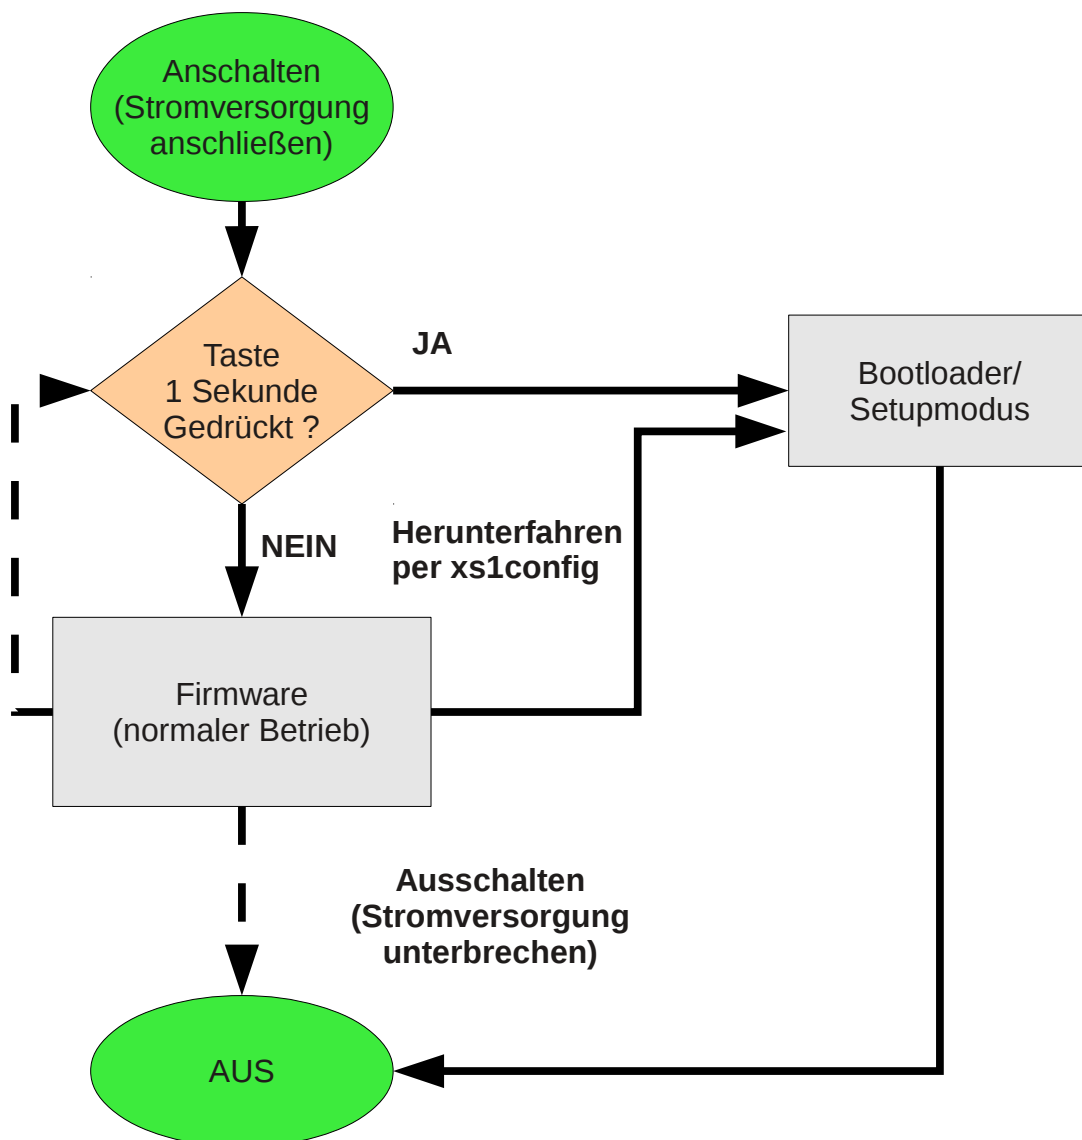 Anschalten
(Stromversorgung
anschließen)
Taste
1 Sekunde
Gedrückt ?
JA
Bootloader/
Setupmodus
NEIN
Herunterfahren
per xs1config
Firmware
(normaler Betrieb)
Ausschalten
(Stromversorgung
unterbrechen)
AUS